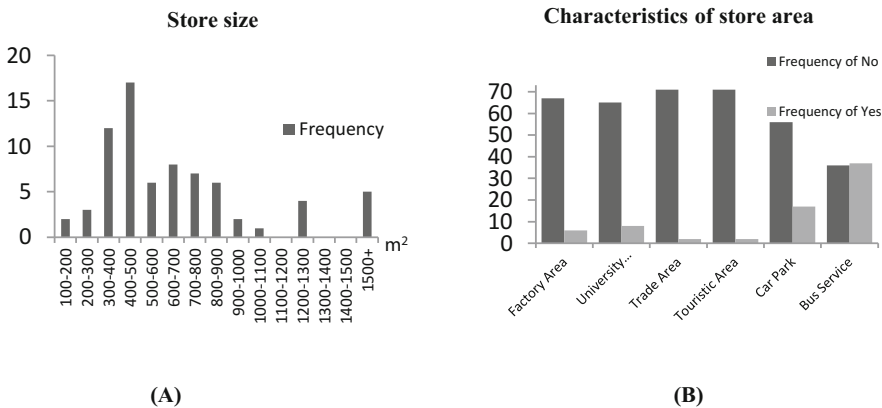 Store size
20
15
10
5
0
Frequency
m²
100-200
200-300
300-400
400-500
500-600
600-700
700-800
800-900
900-1000
1000-1100
1100-1200
1200-1300
1300-1400
1400-1500
1500+
(A)
Characteristics of store area
Frequency of No
Frequency of Yes
70
60
50
40
30
20
10
0
Factory Area
University...
Trade Area
Touristic Area
Car Park
Bus Service
(B)